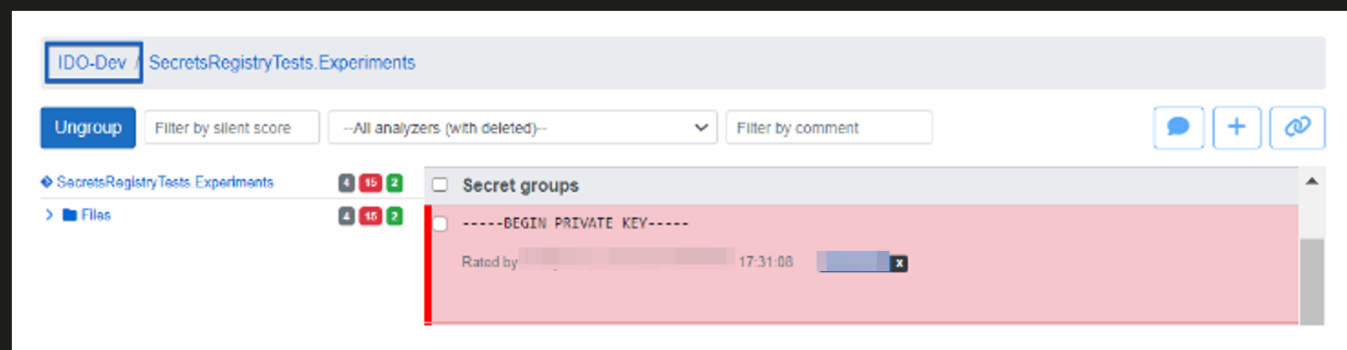 IDO-Dev / SecretsRegistryTests.Experiments
Ungroup Filter by silent score --All analyzers (with deleted)-- Filter by comment
SecretsRegistryTests.Experiments 4 15 2
Secret groups
Files 4 15 2
-----BEGIN PRIVATE KEY-----
Rated by 17:31:08 x